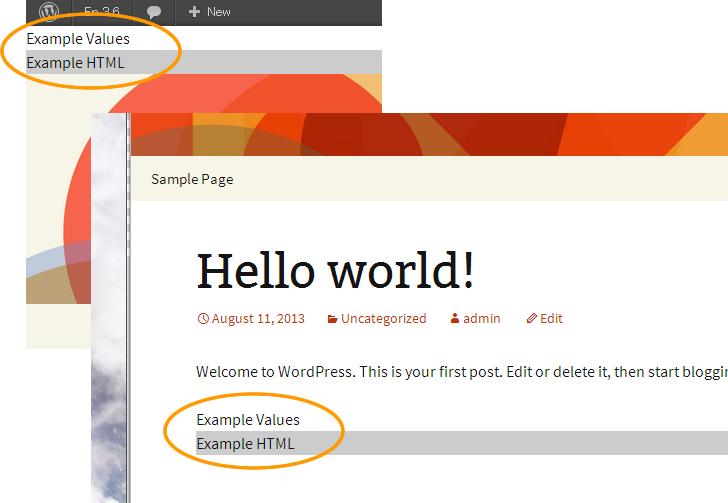 En 3.6 New
Example Values
Example HTML
Sample Page
Hello world!
August 11, 2013 Uncategorized admin Edit
Welcome to WordPress. This is your first post. Edit or delete it, then start
Example Values
Example HTML